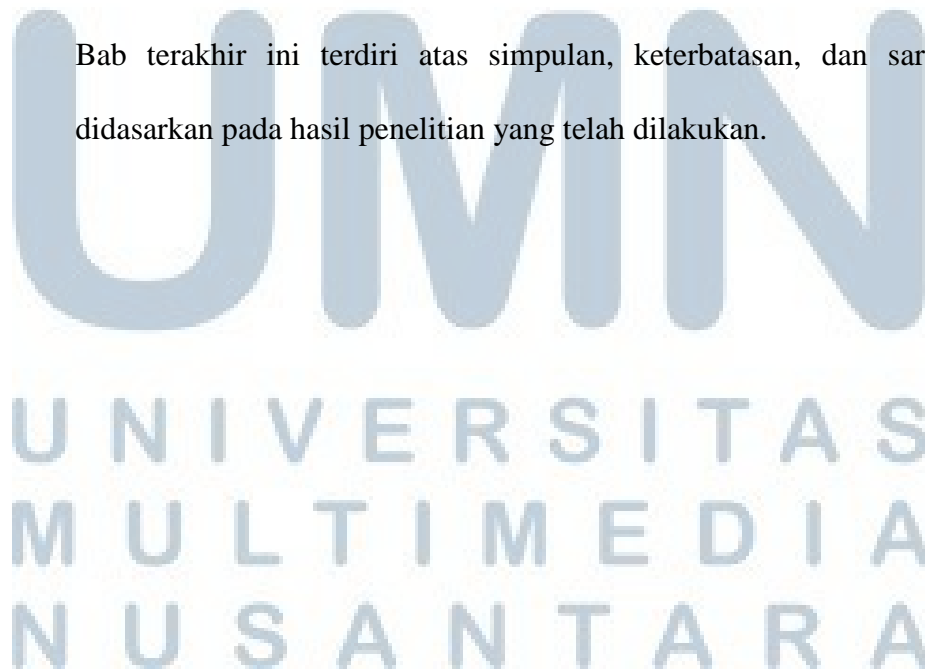 UMN
Bab terakhir ini terdiri atas simpulan, keterbatasan, dan sar
didasarkan pada hasil penelitian yang telah dilakukan.
UNIVERSITAS
MULTIMEDIA
NUSANTARA